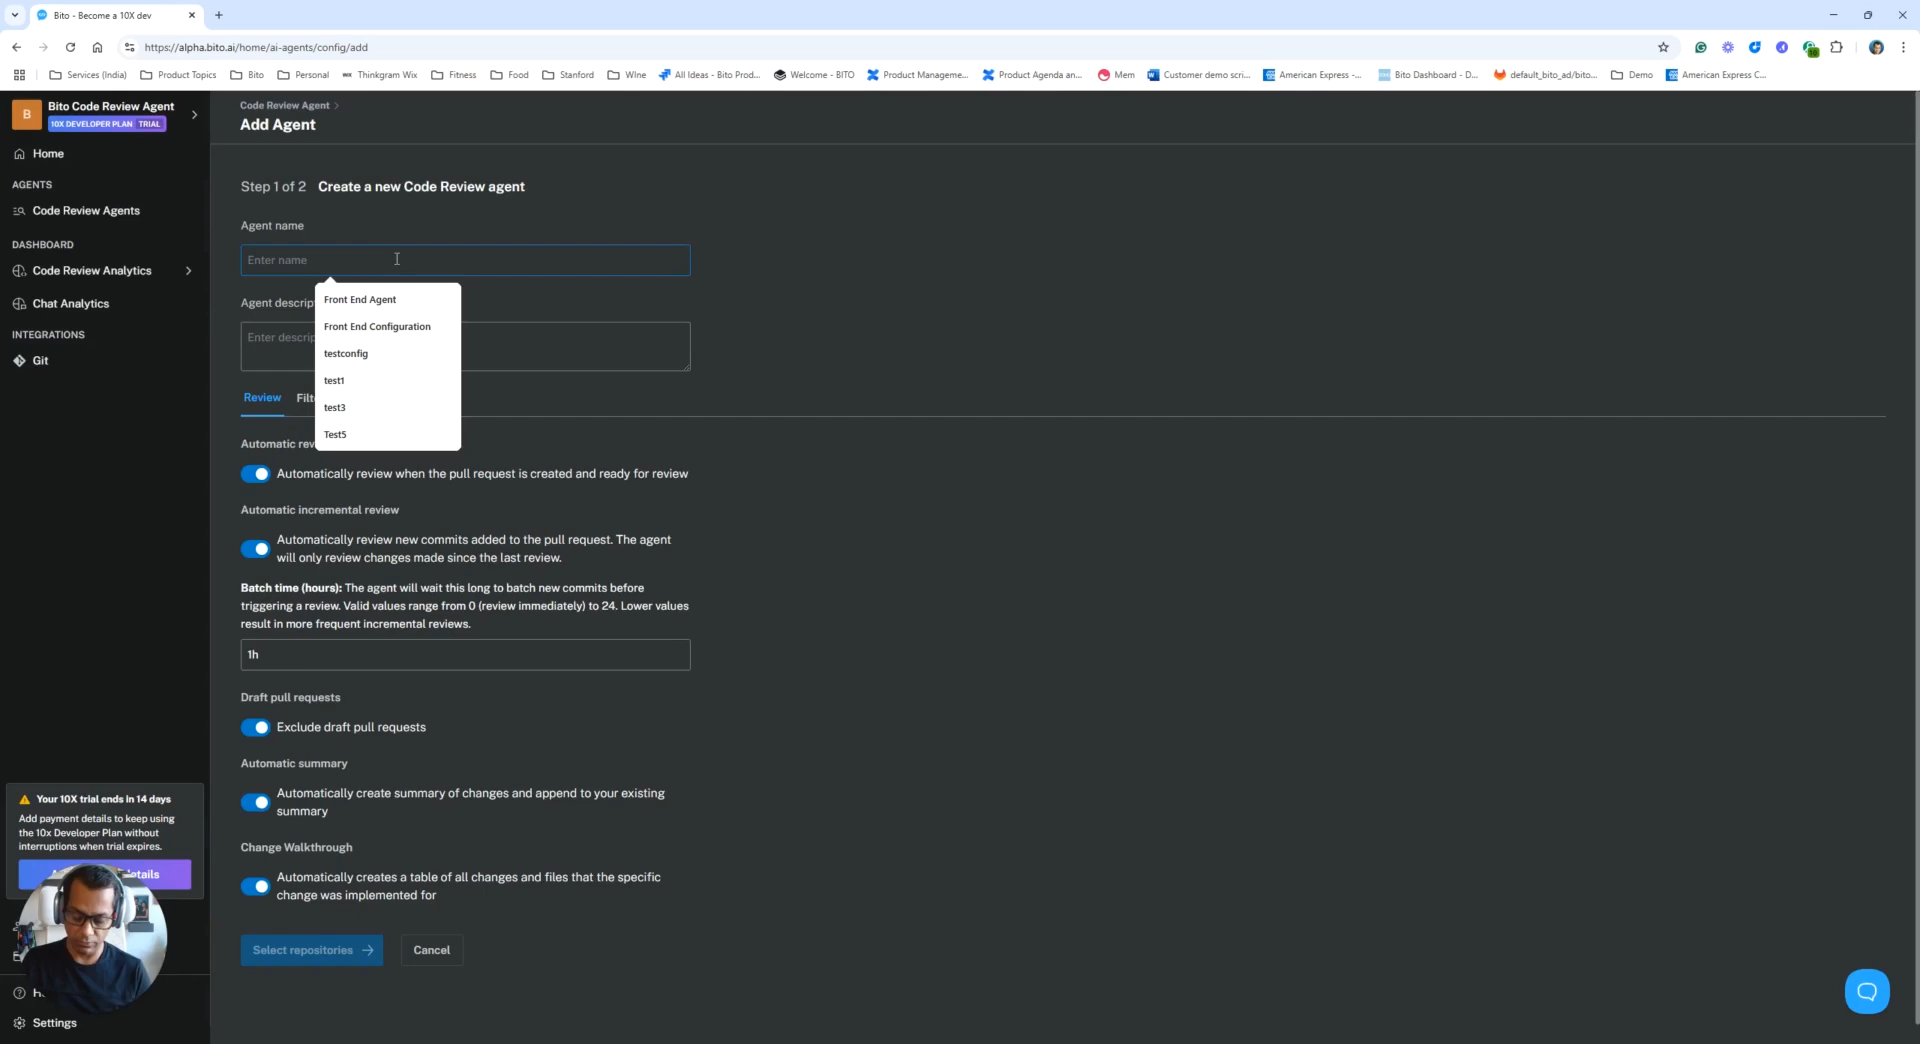 Bito - Become a 10X dev
https://alpha.bito.ai/home/ai-agents/config/add
Services (India)
Product Topics
Bito
Personal
Thinkgram Wix
Fitness
Food
Stanford
WIne
All Ideas - Bito Prod...
Welcome - BITO
Product Manageme...
Product Agenda an...
Mem
Customer demo scri...
American Express -...
Bito Dashboard - D...
default_bito_ad/bito...
Demo
American Express C...
B
Bito Code Review Agent
10X DEVELOPER PLAN TRIAL
Home
AGENTS
Code Review Agents
DASHBOARD
Code Review Analytics
Chat Analytics
INTEGRATIONS
Git
Your 10X trial ends in 14 days
Add payment details to keep using
the 10x Developer Plan without
interruptions when trial expires.
Settings
Code Review Agent
Add Agent
Step 1 of 2 Create a new Code Review agent
Agent name
Enter name
Front End Agent
Front End Configuration
testconfig
test1
test3
Test5
Agent descrip
Enter descrip
Review Filt
Automatic rev
Automatically review when the pull request is created and ready for review
Automatic incremental review
Automatically review new commits added to the pull request. The agent
will only review changes made since the last review.
Batch time (hours): The agent will wait this long to batch new commits before
triggering a review. Valid values range from 0 (review immediately) to 24. Lower values
result in more frequent incremental reviews.
1h
Draft pull requests
Exclude draft pull requests
Automatic summary
Automatically create summary of changes and append to your existing
summary
Change Walkthrough
Automatically creates a table of all changes and files that the specific
change was implemented for
Select repositories
Cancel